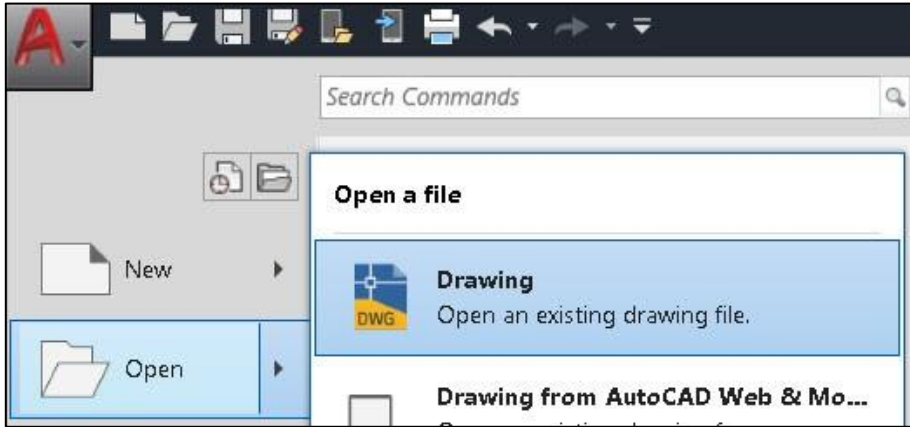 Search Commands
Open a file
New
Drawing
DWG
Open an existing drawing file.
Open
Drawing from AutoCAD Web & Mo...